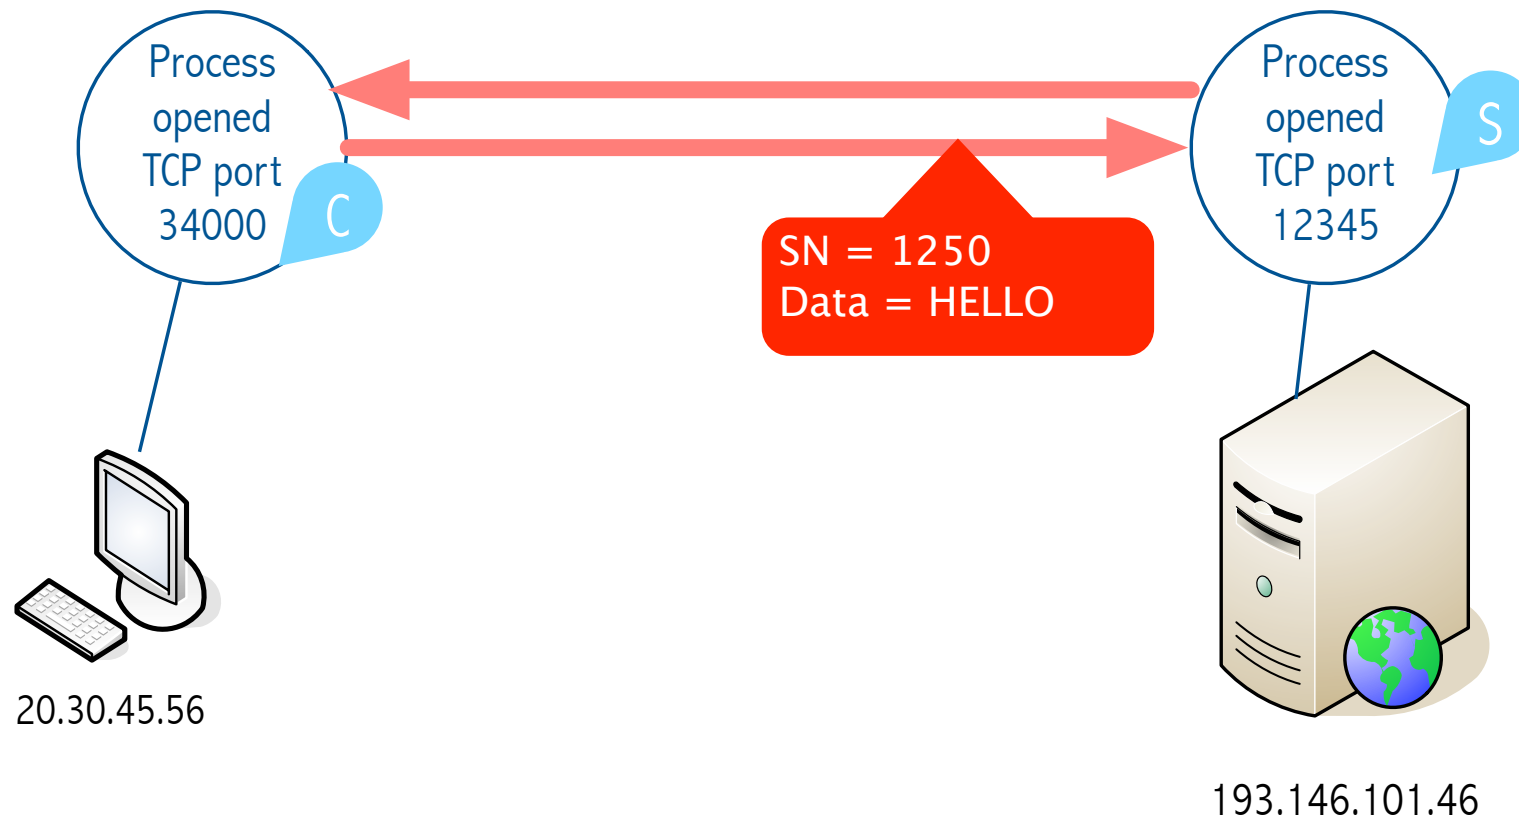 Process
opened
TCP port
34000
C
Process
opened
TCP port
12345
S
SN = 1250
Data = HELLO
20.30.45.56
193.146.101.46